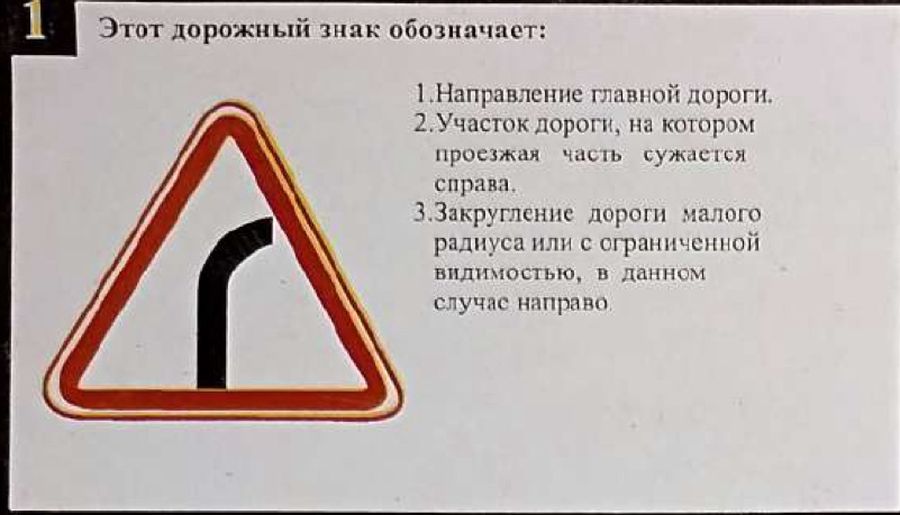 1
Этот дорожный знак обозначает:
1.Направление главной дороги.
2.Участок дороги, на котором
проезжая часть сужается
справа.
3.Закругление дороги малого
радиуса или с ограниченной
видимостью, в данном
случае направо.